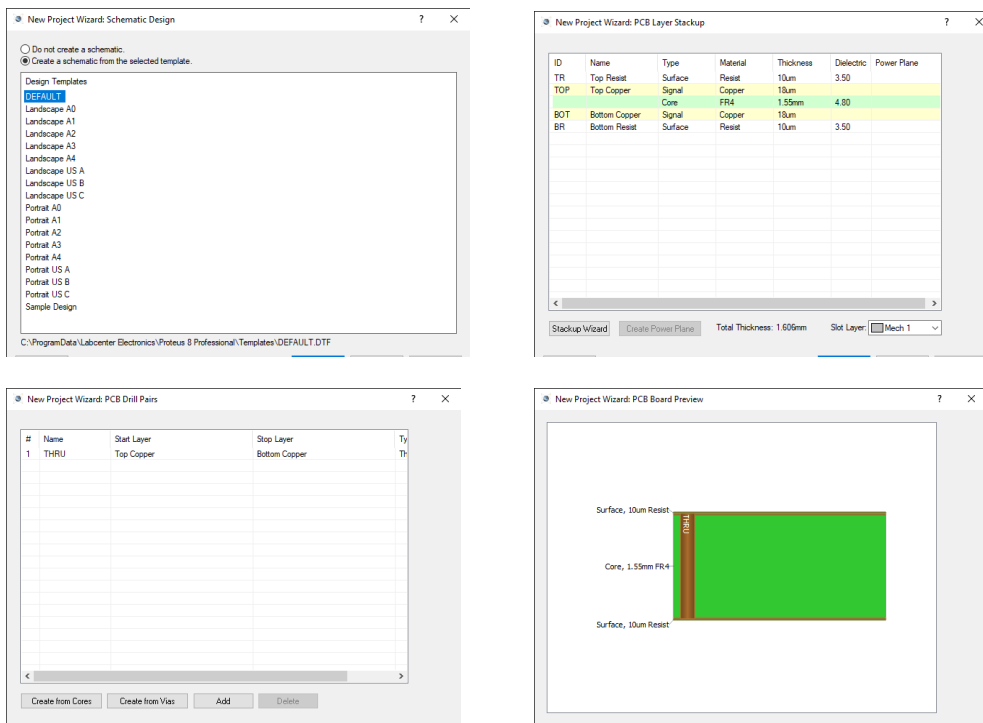 New Project Wizard: Schematic Design ? ×
Do not create a schematic.
Create a schematic from the selected template.
Design Templates
DEFAULT
Landscape A0
Landscape A1
Landscape A2
Landscape A3
Landscape A4
Landscape US A
Landscape US B
Landscape US C
Portrait A0
Portrait A1
Portrait A2
Portrait A3
Portrait A4
Portrait US A
Portrait US B
Portrait US C
Sample Design
C:\ProgramData\Labcenter Electronics\Proteus 8 Professional\Templates\DEFAULT.DTF
New Project Wizard: PCB Layer Stackup ? ×
ID Name Type Material Thickness Dielectric Power Plane
TR Top Resist Surface Resist 10um 3.50
TOP Top Copper Signal Copper 18um
Core FR4 1.55mm 4.80
BOT Bottom Copper Signal Copper 18um
BR Bottom Resist Surface Resist 10um 3.50
Stackup Wizard Create Power Plane Total Thickness: 1.606mm Slot Layer: Mech 1
New Project Wizard: PCB Drill Pairs ? ×
# Name Start Layer Stop Layer Ty
1 THRU Top Copper Bottom Copper Th
Create from Cores Create from Vias Add Delete
New Project Wizard: PCB Board Preview ? ×
Surface, 10um Resist
THRU
Core, 1.55mm FR4
Surface, 10um Resist